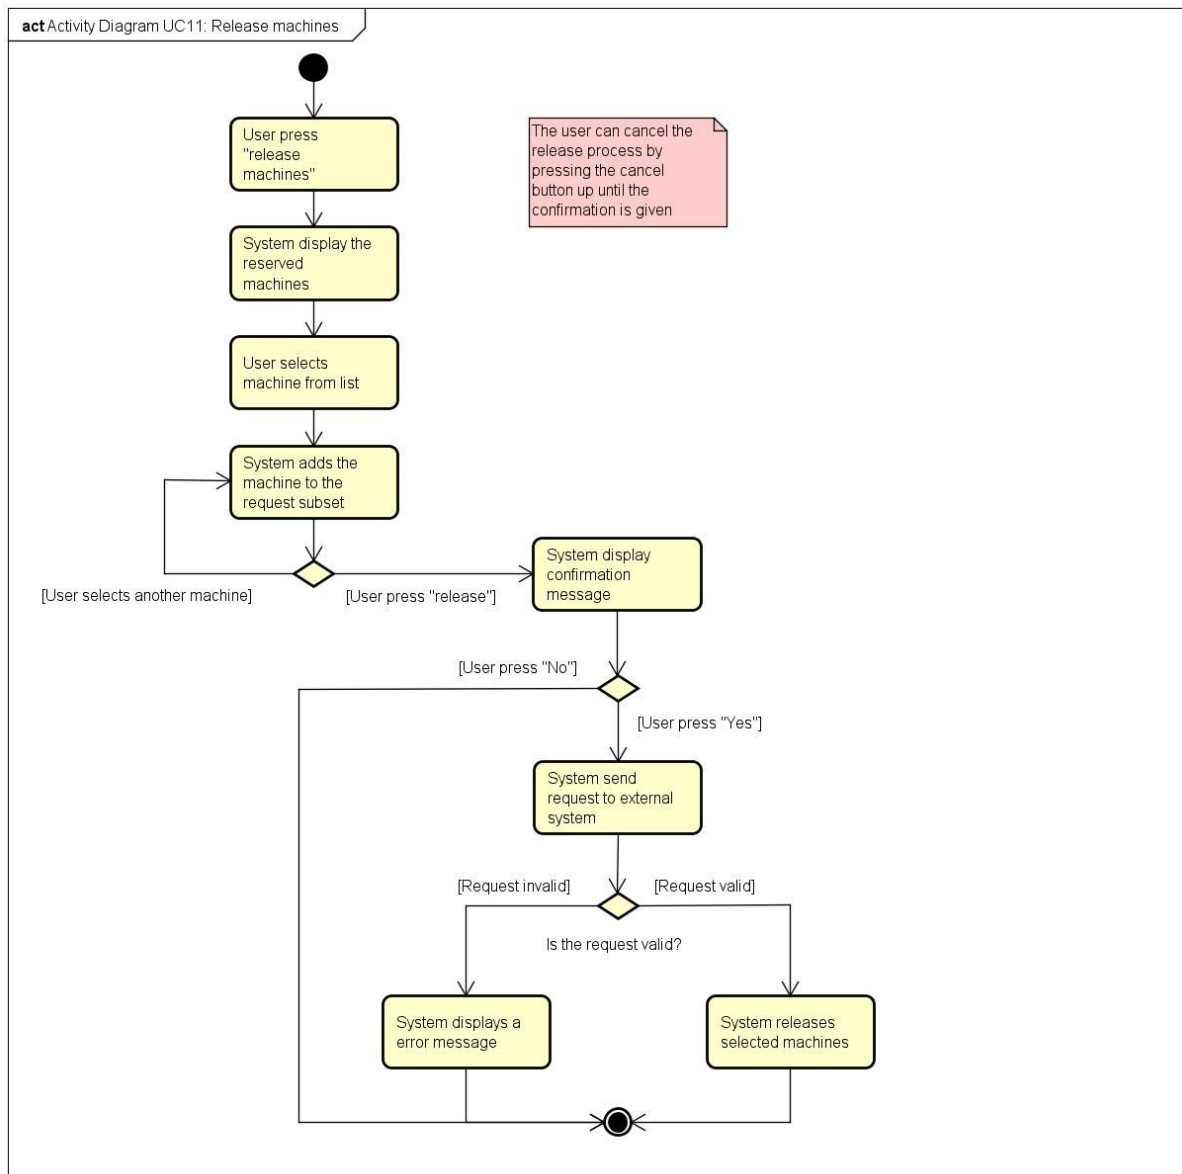 act Activity Diagram UC11: Release machines
User press
"release
machines"
The user can cancel the
release process by
pressing the cancel
button up until the
confirmation is given
System display the
reserved
machines
User selects
machine from list
System adds the
machine to the
request subset
System display
confirmation
message
[User selects another machine]
[User press "release"]
[User press "No"]
[User press "Yes"]
System send
request to external
system
[Request invalid]
[Request valid]
Is the request valid?
System displays a
error message
System releases
selected machines